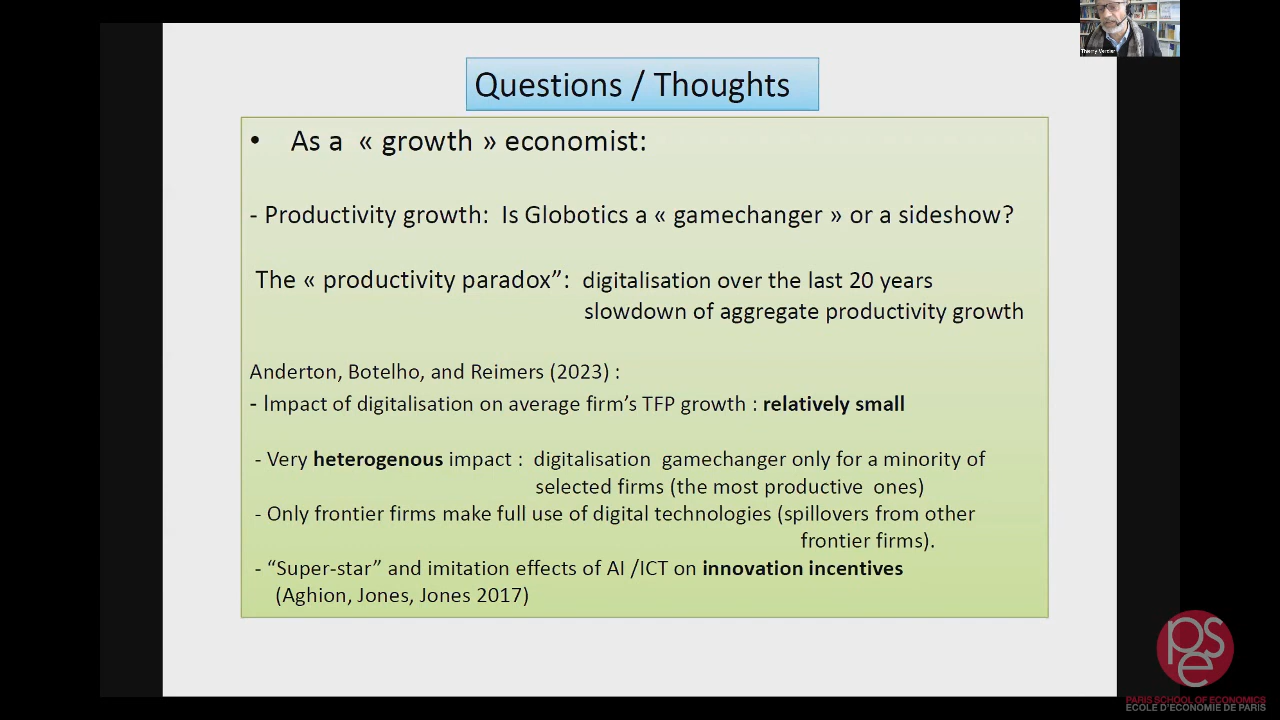 Thierry Verdier
Questions / Thoughts
• As a « growth » economist:
- Productivity growth: Is Globotics a « gamechanger » or a sideshow?
The « productivity paradox”: digitalisation over the last 20 years
slowdown of aggregate productivity growth
Anderton, Botelho, and Reimers (2023) :
- Impact of digitalisation on average firm’s TFP growth : relatively small
- Very heterogenous impact : digitalisation gamechanger only for a minority of
selected firms (the most productive ones)
- Only frontier firms make full use of digital technologies (spillovers from other
frontier firms).
- “Super-star” and imitation effects of AI /ICT on innovation incentives
(Aghion, Jones, Jones 2017)
pse
PARIS SCHOOL OF ECONOMICS
ECOLE D'ECONOMIE DE PARIS